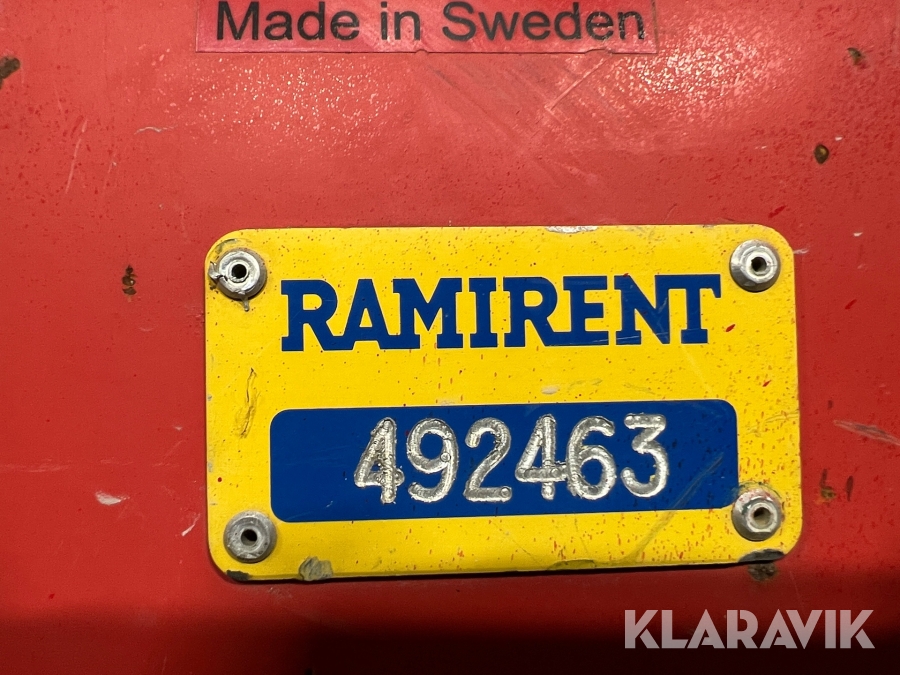 Made in Sweden
RAMIRENT
492463
KLARAVIK